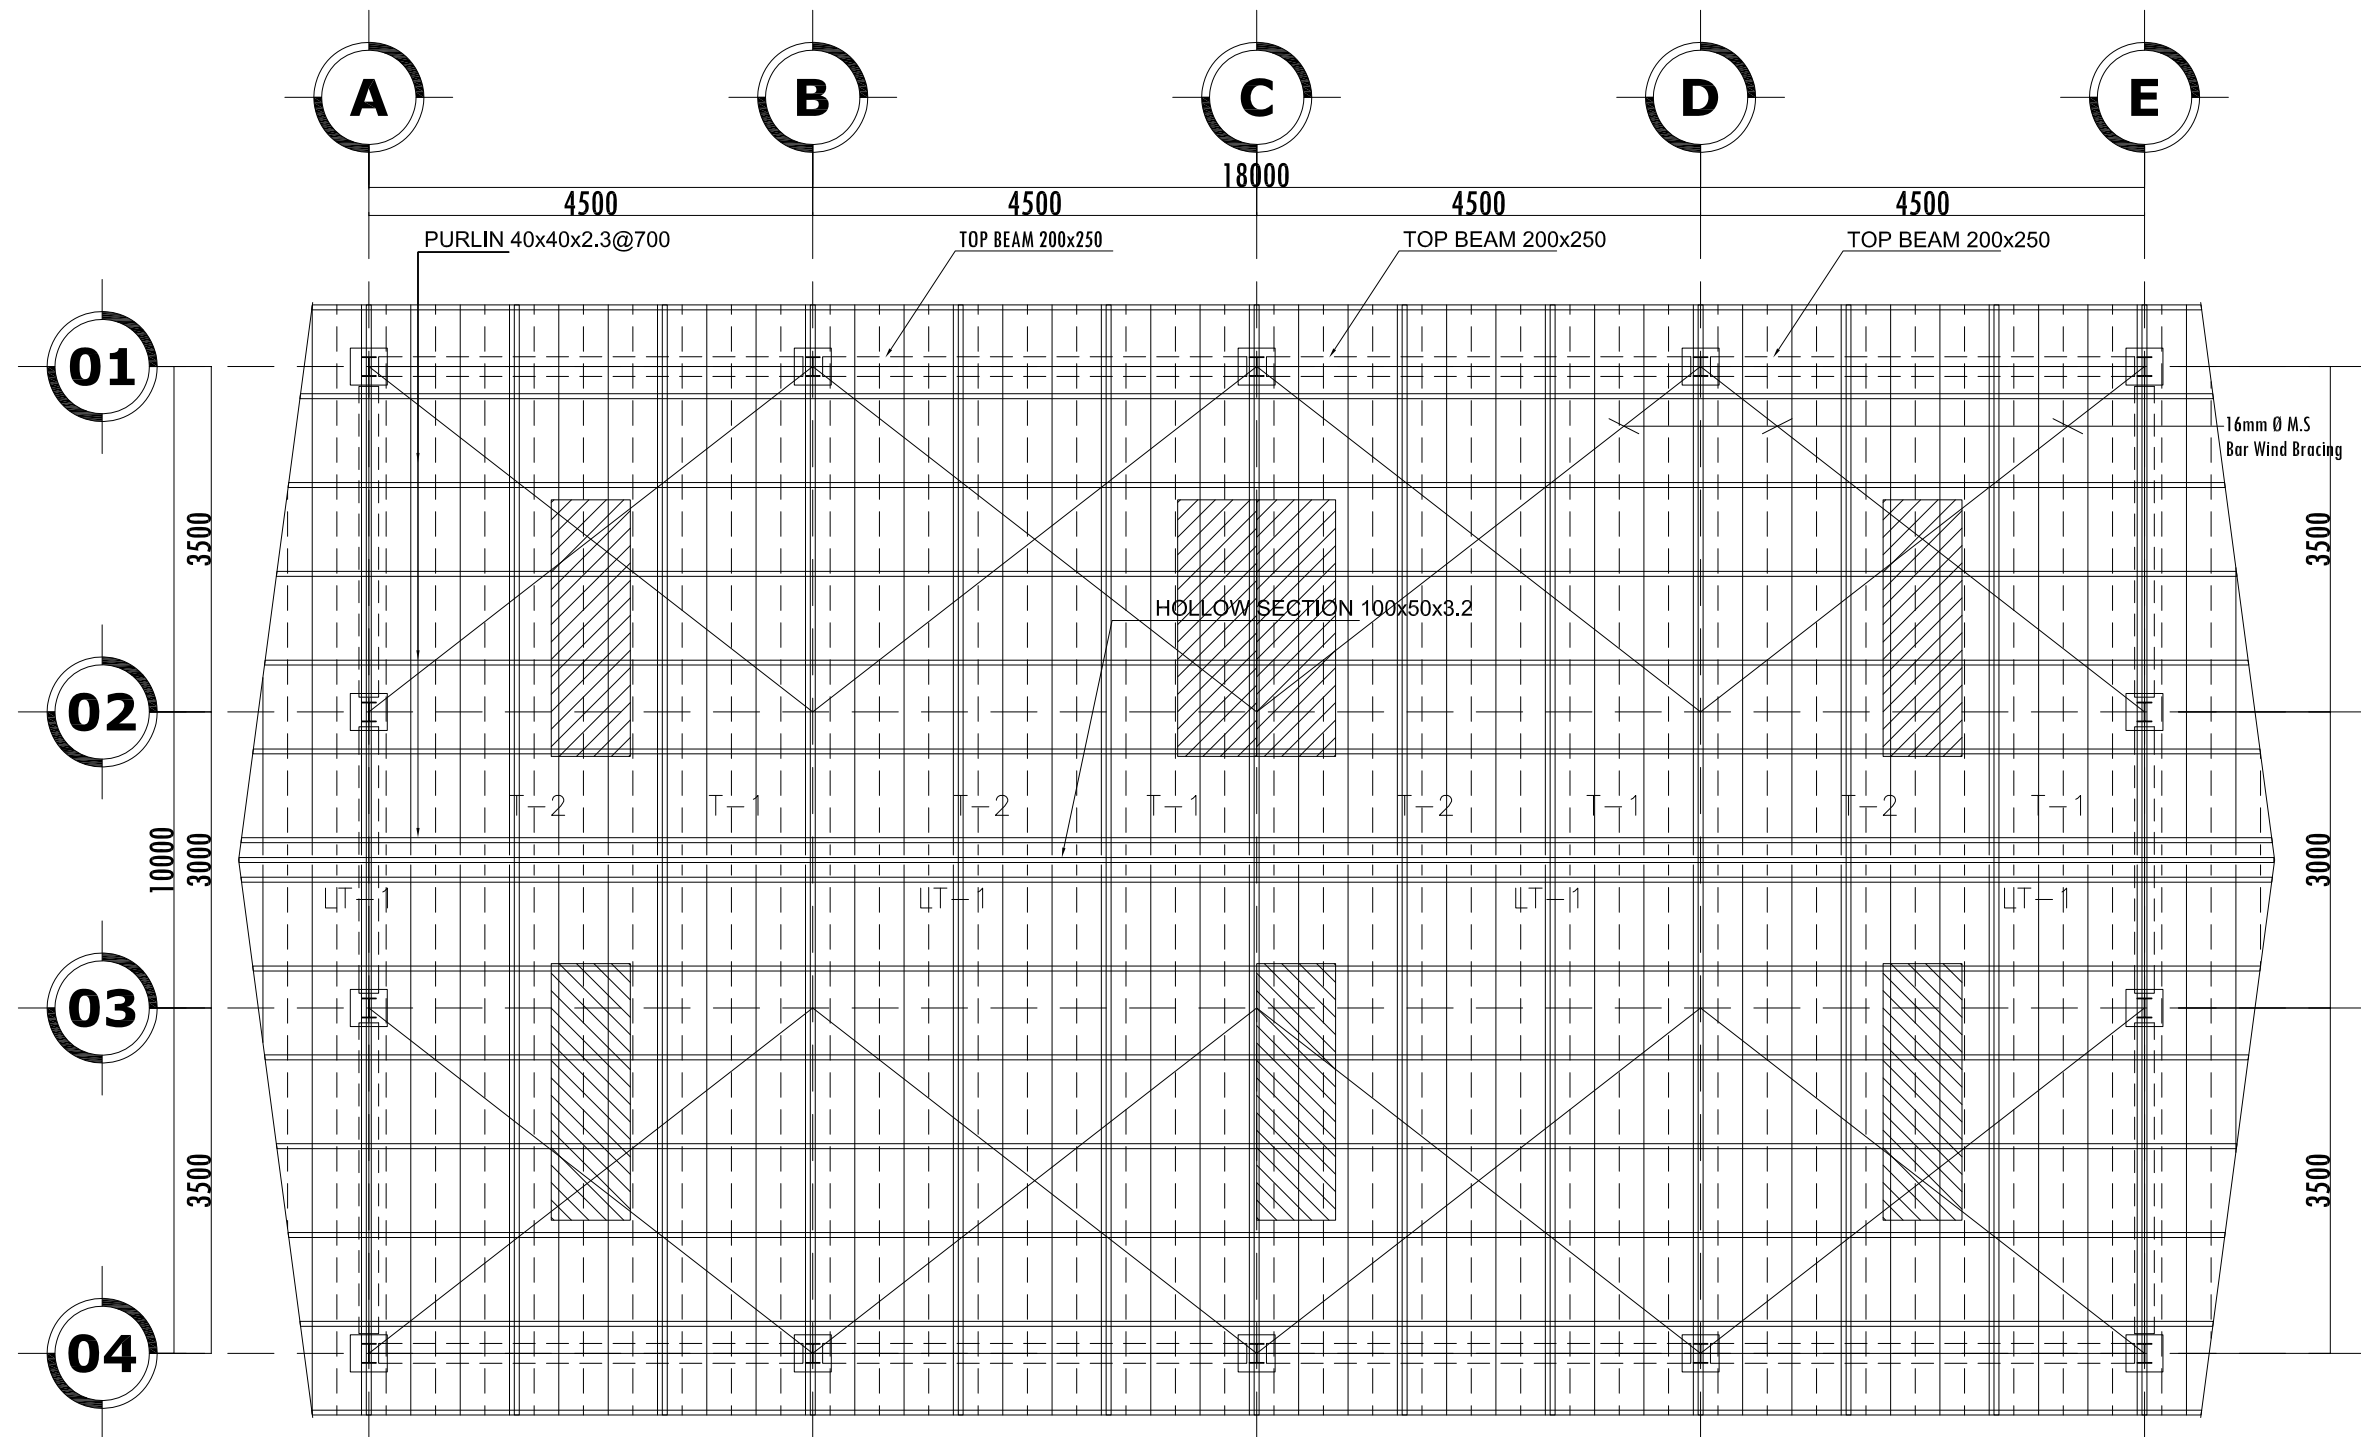 A B C D E
18000
4500 4500 4500 4500
PURLIN 40x40x2.3@700
TOP BEAM 200x250
TOP BEAM 200x250
TOP BEAM 200x250
01
16mm Ø M.S
Bar Wind Bracing
3500
3500
HOLLOW SECTION 100x50x3.2
02
T-2 T-1 T-2 T-1 T-2 T-1 T-2 T-1
10000
3000
3000
LT-1 LT-1 LT-1 LT-1
03
3500
3500
04